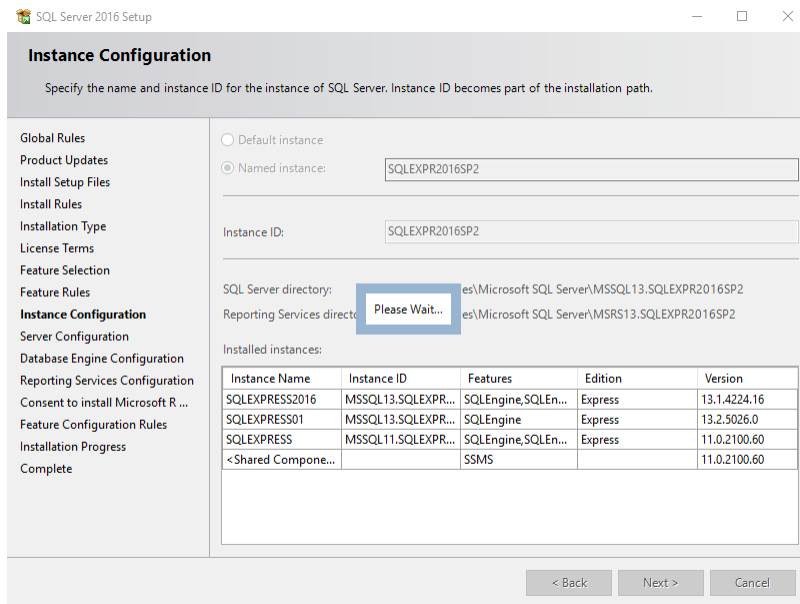 SQL Server 2016 Setup
Instance Configuration
Specify the name and instance ID for the instance of SQL Server. Instance ID becomes part of the installation path.
Global Rules
Product Updates
Install Setup Files
Install Rules
Installation Type
License Terms
Feature Selection
Feature Rules
Instance Configuration
Server Configuration
Database Engine Configuration
Reporting Services Configuration
Consent to install Microsoft R ...
Feature Configuration Rules
Installation Progress
Complete
Default instance
Named instance: SQLEXPR2016SP2
Instance ID: SQLEXPR2016SP2
SQL Server directory: es\Microsoft SQL Server\MSSQL13.SQLEXPR2016SP2
Please Wait...
Reporting Services directo es\Microsoft SQL Server\MSRS13.SQLEXPR2016SP2
Installed instances:
Instance Name Instance ID Features Edition Version
SQLEXPRESS2016 MSSQL13.SQLEXPR... SQLEngine,SQLEn... Express 13.1.4224.16
SQLEXPRESS01 MSSQL13.SQLEXPR... SQLEngine Express 13.2.5026.0
SQLEXPRESS MSSQL11.SQLEXPR... SQLEngine,SQLEn... Express 11.0.2100.60
<Shared Compone... SSMS 11.0.2100.60
< Back Next > Cancel